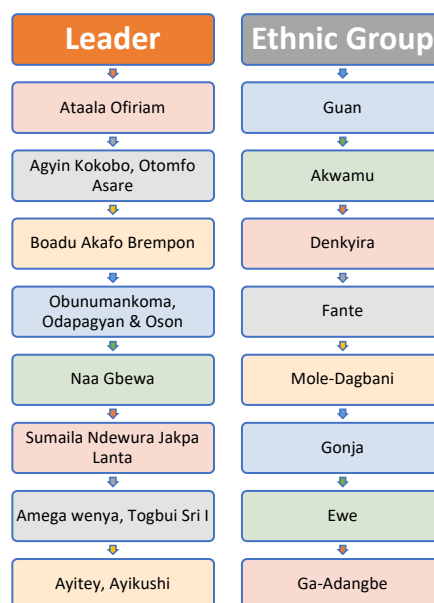 Leader
Ataala Ofiriam
Agyin Kokobo, Otomfo
Asare
Boadu Akafo Brempon
Obunumankoma,
Odapagyan & Oson
Naa Gbewa
Sumaila Ndewura Jakpa
Lanta
Amega wenya, Togbui Sri I
Ayitey, Ayikushi
Ethnic Group
Guan
Akwamu
Denkyira
Fante
Mole-Dagbani
Gonja
Ewe
Ga-Adangbe